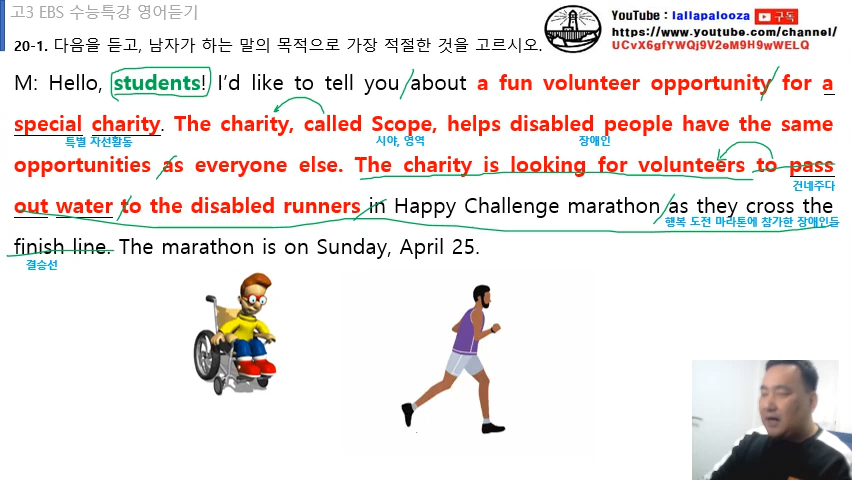 고3 EBS 수능특강 영어듣기
YouTube : lallapalooza 구독
https://www.youtube.com/channel/
UCvX6gfYWQj9V2eM9H9wWELQ
20-1. 다음을 듣고, 남자가 하는 말의 목적으로 가장 적절한 것을 고르시오.
M: Hello, students! I'd like to tell you about a fun volunteer opportunity for a
special charity. The charity, called Scope, helps disabled people have the same
특별 자선활동 시야, 영역 장애인
opportunities as everyone else. The charity is looking for volunteers to pass
건네주다
out water to the disabled runners in Happy Challenge marathon as they cross the
행복 도전 마라톤에 참가한 장애인들
finish line. The marathon is on Sunday, April 25.
결승선